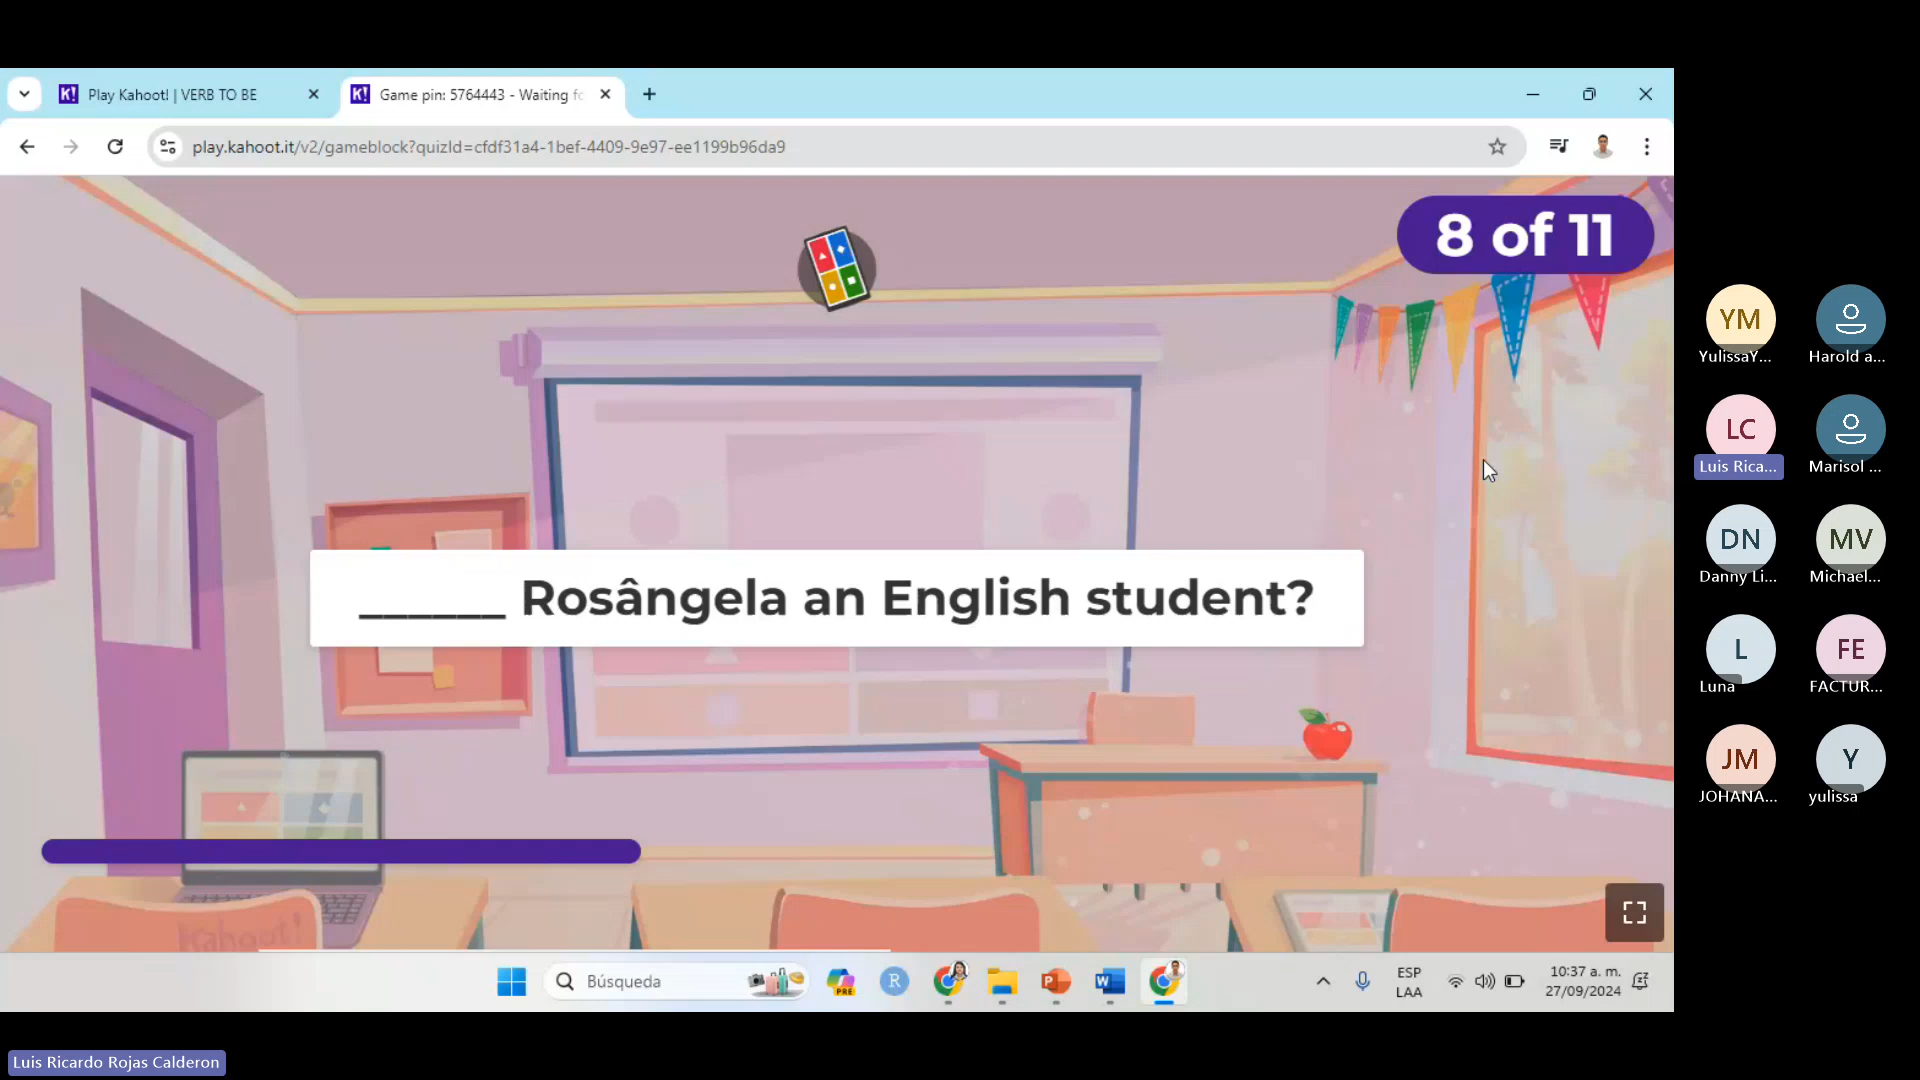 Play Kahoot! | VERB TO BE
Game pin: 5764443 - Waiting fo
play.kahoot.it/v2/gameblock?quizId=cfdf31a4-1bef-4409-9e97-ee1199b96da9
8 of 11
______ Rosângela an English student?
Kahoot!
YM
YulissaY...
Harold a...
LC
Luis Rica...
Marisol ...
DN
Danny Li...
MV
Michael...
L
Luna
FE
FACTUR...
JM
JOHANA...
Y
yulissa
Búsqueda
PRE
R
P
W
ESP
LAA
10:37 a. m.
27/09/2024
Luis Ricardo Rojas Calderon